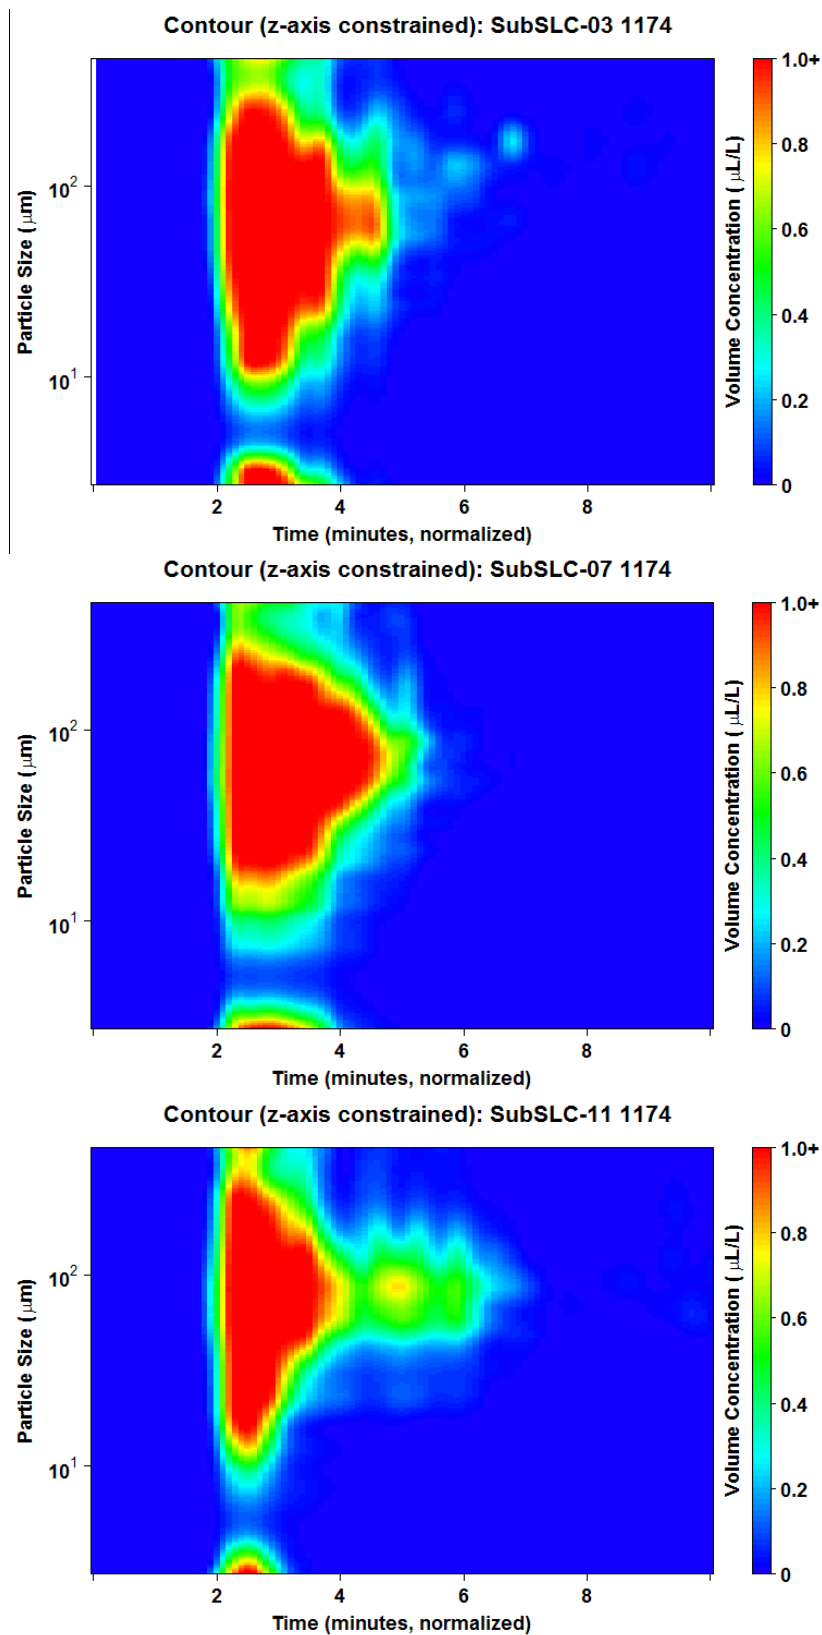 Contour (z-axis constrained): SubSLC-03 1174
1.0+
0.8
0.6
0.4
0.2
0
Volume Concentration ( μL/L)
Particle Size (μm)
10²
10¹
2 4 6 8
Time (minutes, normalized)
Contour (z-axis constrained): SubSLC-07 1174
1.0+
0.8
0.6
0.4
0.2
0
Volume Concentration ( μL/L)
Particle Size (μm)
10²
10¹
2 4 6 8
Time (minutes, normalized)
Contour (z-axis constrained): SubSLC-11 1174
1.0+
0.8
0.6
0.4
0.2
0
Volume Concentration ( μL/L)
Particle Size (μm)
10²
10¹
2 4 6 8
Time (minutes, normalized)